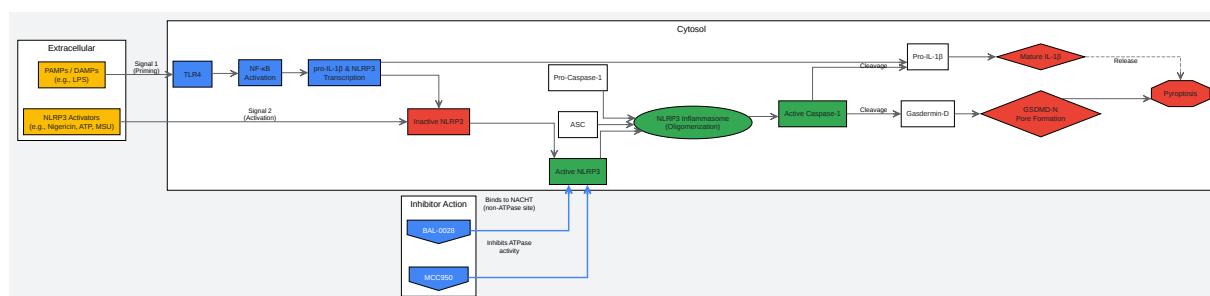 Cytosol
Extracellular
PAMPs / DAMPs
(e.g., LPS)
Signal 1
(Priming)
TLR4
NF-κB
Activation
pro-IL-1β & NLRP3
Transcription
NLRP3 Activators
(e.g., Nigericin, ATP, MSU)
Signal 2
(Activation)
Inactive NLRP3
Pro-Caspase-1
ASC
Active NLRP3
NLRP3 Inflammasome
(Oligomerization)
Active Caspase-1
Cleavage
Pro-IL-1β
Mature IL-1β
Release
Cleavage
Gasdermin-D
GSDMD-N
Pore Formation
Pyroptosis
Inhibitor Action
BAL-0028
MCC950
Binds to NACHT
(non-ATPase site)
Inhibits ATPase
activity